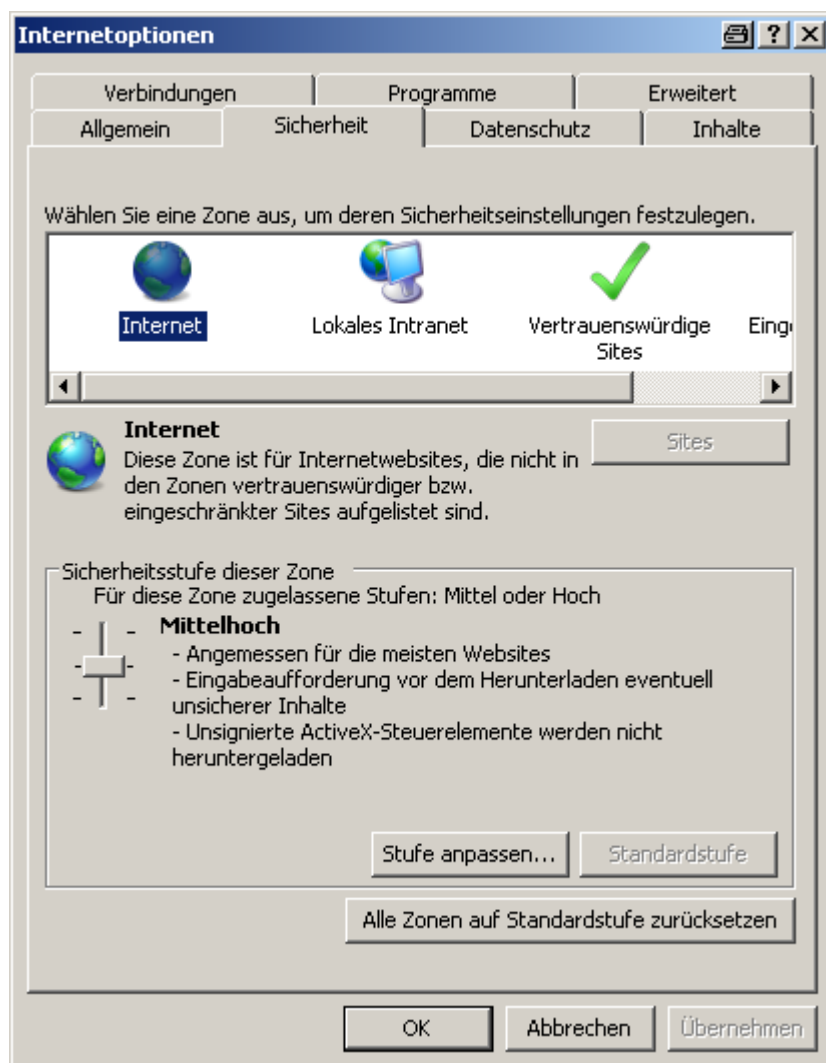 Internetoptionen
Verbindungen Programme Erweitert
Allgemein Sicherheit Datenschutz Inhalte
Wählen Sie eine Zone aus, um deren Sicherheitseinstellungen festzulegen.
Internet Lokales Intranet Vertrauenswürdige
Sites
Internet
Sites
Diese Zone ist für Internetwebsites, die nicht in
den Zonen vertrauenswürdiger bzw.
eingeschränkter Sites aufgelistet sind.
Sicherheitsstufe dieser Zone
Für diese Zone zugelassene Stufen: Mittel oder Hoch
Mittelhoch
- Angemessen für die meisten Websites
- Eingabeaufforderung vor dem Herunterladen eventuell
unsicherer Inhalte
- Unsignierte ActiveX-Steuerelemente werden nicht
heruntergeladen
Stufe anpassen... Standardstufe
Alle Zonen auf Standardstufe zurücksetzen
OK Abbrechen Übernehmen